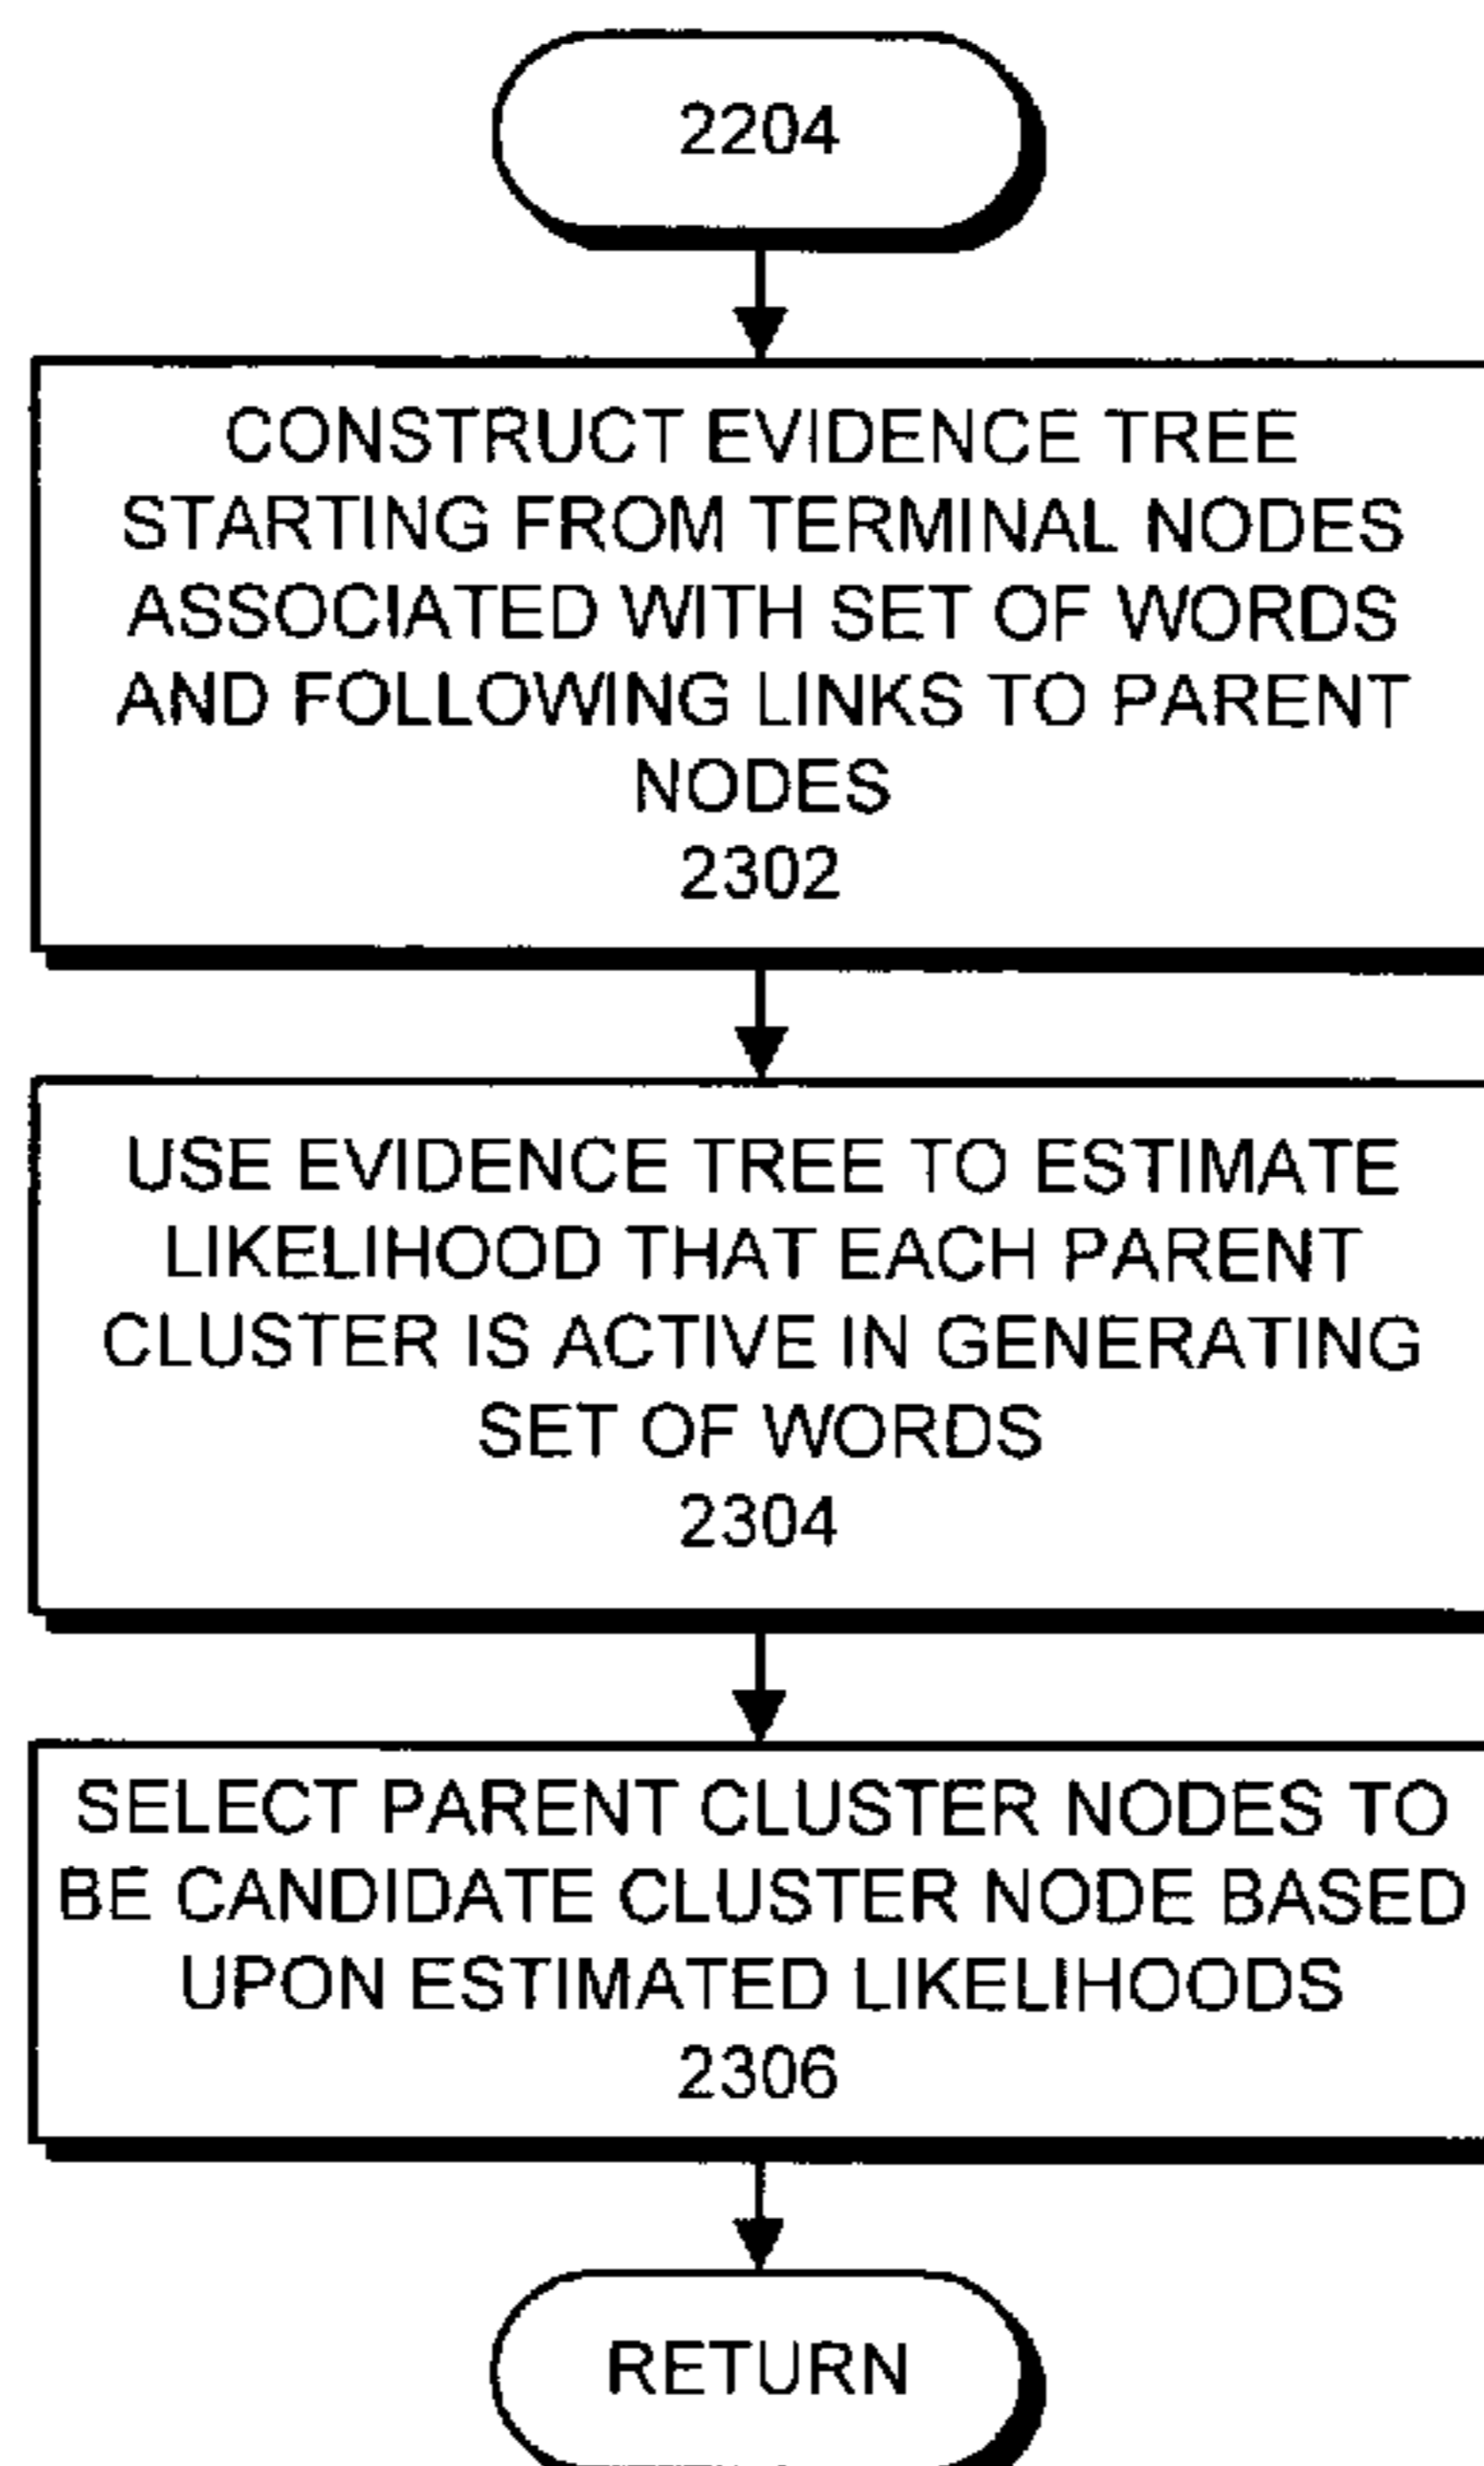 2204
CONSTRUCT EVIDENCE TREE
STARTING FROM TERMINAL NODES
ASSOCIATED WITH SET OF WORDS
AND FOLLOWING LINKS TO PARENT
NODES
2302
USE EVIDENCE TREE TO ESTIMATE
LIKELIHOOD THAT EACH PARENT
CLUSTER IS ACTIVE IN GENERATING
SET OF WORDS
2304
SELECT PARENT CLUSTER NODES TO
BE CANDIDATE CLUSTER NODE BASED
UPON ESTIMATED LIKELIHOODS
2306
RETURN